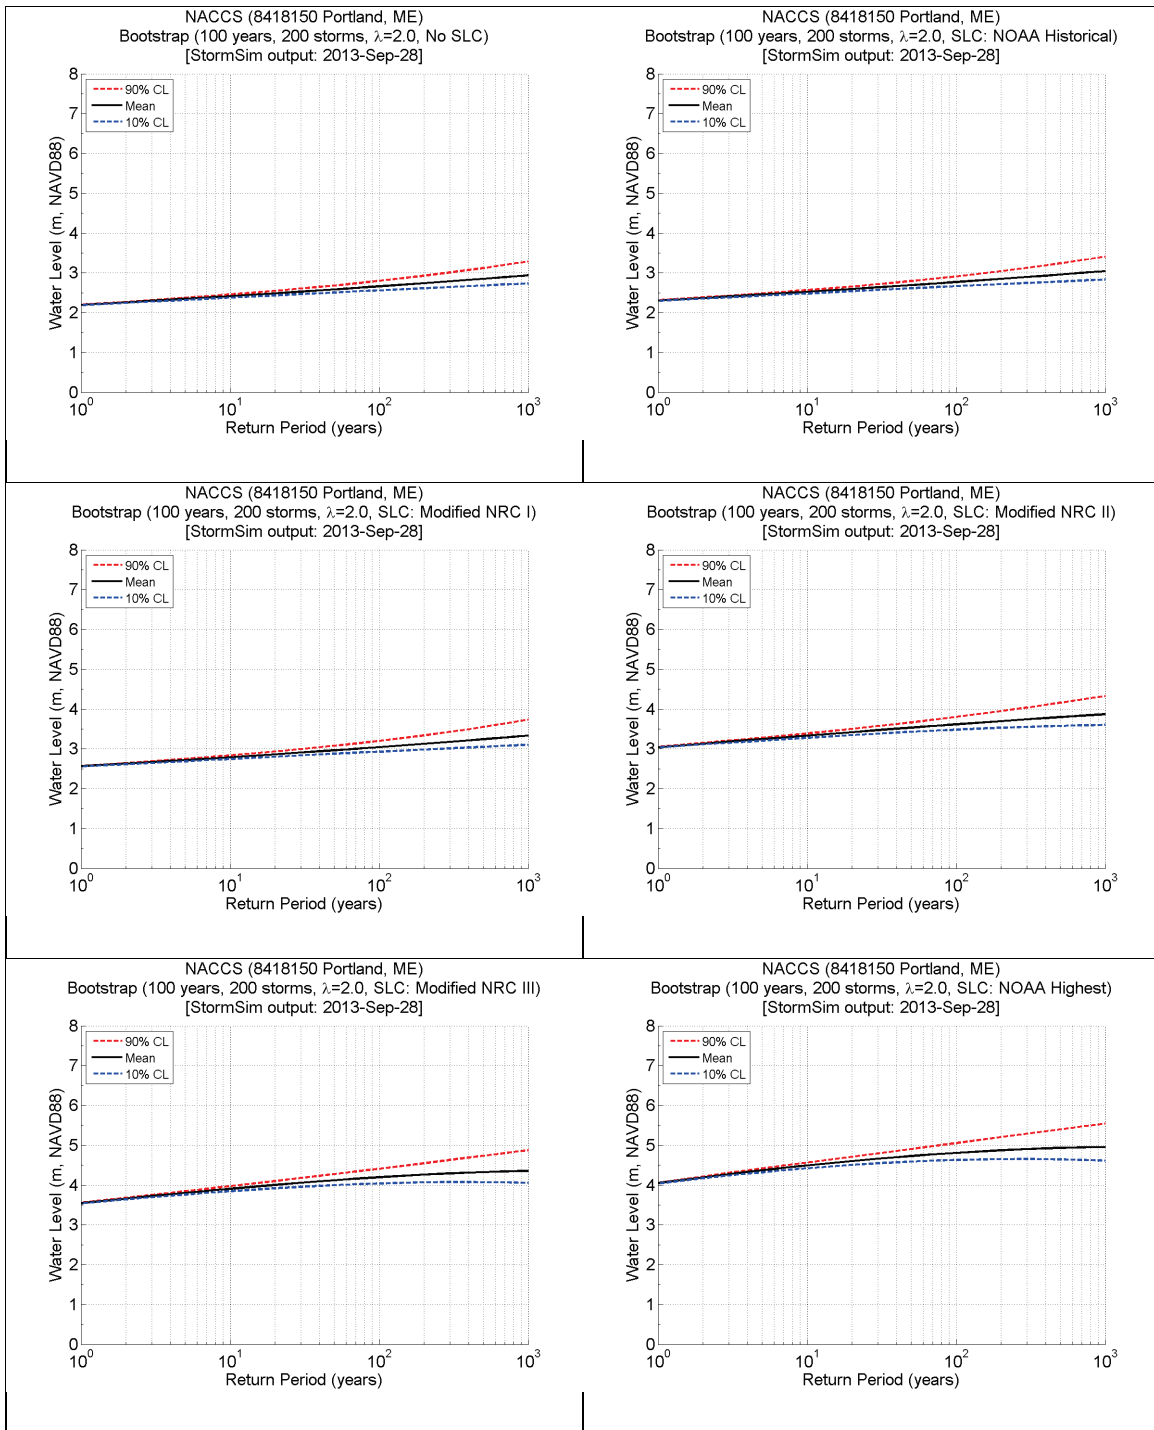 NACCS (8418150 Portland, ME)
Bootstrap (100 years, 200 storms, λ=2.0, No SLC)
[StormSim output: 2013-Sep-28]
90% CL
Mean
10% CL
Water Level (m, NAVD88)
8
7
6
5
4
3
2
1
0
10^0 10^1 10^2 10^3
Return Period (years)
NACCS (8418150 Portland, ME)
Bootstrap (100 years, 200 storms, λ=2.0, SLC: NOAA Historical)
[StormSim output: 2013-Sep-28]
90% CL
Mean
10% CL
Water Level (m, NAVD88)
8
7
6
5
4
3
2
1
0
10^0 10^1 10^2 10^3
Return Period (years)
NACCS (8418150 Portland, ME)
Bootstrap (100 years, 200 storms, λ=2.0, SLC: Modified NRC I)
[StormSim output: 2013-Sep-28]
90% CL
Mean
10% CL
Water Level (m, NAVD88)
8
7
6
5
4
3
2
1
0
10^0 10^1 10^2 10^3
Return Period (years)
NACCS (8418150 Portland, ME)
Bootstrap (100 years, 200 storms, λ=2.0, SLC: Modified NRC II)
[StormSim output: 2013-Sep-28]
90% CL
Mean
10% CL
Water Level (m, NAVD88)
8
7
6
5
4
3
2
1
0
10^0 10^1 10^2 10^3
Return Period (years)
NACCS (8418150 Portland, ME)
Bootstrap (100 years, 200 storms, λ=2.0, SLC: Modified NRC III)
[StormSim output: 2013-Sep-28]
90% CL
Mean
10% CL
Water Level (m, NAVD88)
8
7
6
5
4
3
2
1
0
10^0 10^1 10^2 10^3
Return Period (years)
NACCS (8418150 Portland, ME)
Bootstrap (100 years, 200 storms, λ=2.0, SLC: NOAA Highest)
[StormSim output: 2013-Sep-28]
90% CL
Mean
10% CL
Water Level (m, NAVD88)
8
7
6
5
4
3
2
1
0
10^0 10^1 10^2 10^3
Return Period (years)